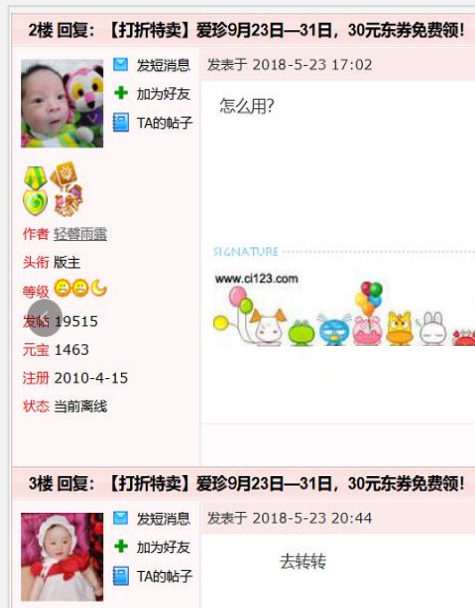 2楼 回复：【打折特卖】爱珍9月23日—31日，30元东券免费领！
发短消息
加为好友
TA的帖子
发表于 2018-5-23 17:02
怎么用?
作者 轻馨雨露
头衔 版主
等级
发帖 19515
元宝 1463
注册 2010-4-15
状态 当前离线
SIGNATURE
www.ci123.com
3楼 回复：【打折特卖】爱珍9月23日—31日，30元东券免费领！
发短消息
加为好友
TA的帖子
发表于 2018-5-23 20:44
去转转